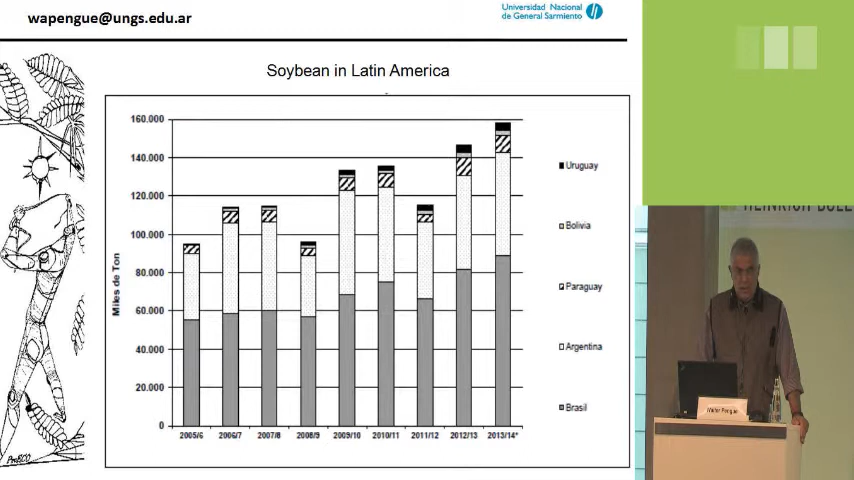 wapengue@ungs.edu.ar
Universidad Nacional
de General Sarmiento
Soybean in Latin America
160.000
140.000
120.000
100.000
80.000
60.000
40.000
20.000
0
Miles de Ton
2005/6 2006/7 2007/8 2008/9 2009/10 2010/11 2011/12 2012/13 2013/14*
Uruguay
Bolivia
Paraguay
Argentina
Brasil
HEINRICH
Walter Pengue